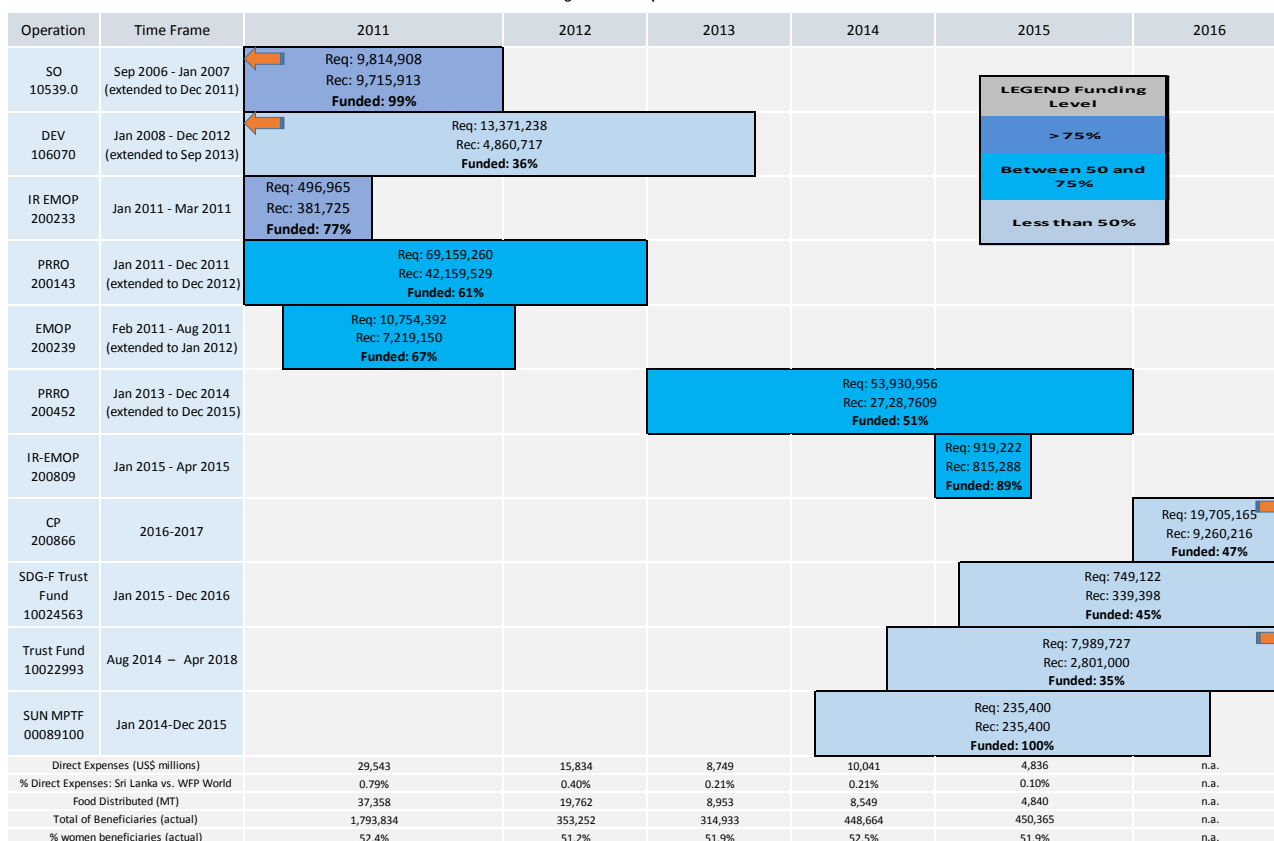 Operation Time Frame 2011 2012 2013 2014 2015 2016
SO
10539.0
Sep 2006 - Jan 2007
(extended to Dec 2011)
Req: 9,814,908
Rec: 9,715,913
Funded: 99%
LEGEND Funding
Level
> 75%
Between 50 and
75%
Less than 50%
DEV
106070
Jan 2008 - Dec 2012
(extended to Sep 2013)
Req: 13,371,238
Rec: 4,860,717
Funded: 36%
IR EMOP
200233
Jan 2011 - Mar 2011
Req: 496,965
Rec: 381,725
Funded: 77%
PRRO
200143
Jan 2011 - Dec 2011
(extended to Dec 2012)
Req: 69,159,260
Rec: 42,159,529
Funded: 61%
EMOP
200239
Feb 2011 - Aug 2011
(extended to Jan 2012)
Req: 10,754,392
Rec: 7,219,150
Funded: 67%
PRRO
200452
Jan 2013 - Dec 2014
(extended to Dec 2015)
Req: 53,930,956
Rec: 27,28,7609
Funded: 51%
IR-EMOP
200809
Jan 2015 - Apr 2015
Req: 919,222
Rec: 815,288
Funded: 89%
CP
200866
2016-2017
Req: 19,705,165
Rec: 9,260,216
Funded: 47%
SDG-F Trust
Fund
10024563
Jan 2015 - Dec 2016
Req: 749,122
Rec: 339,398
Funded: 45%
Trust Fund
10022993
Aug 2014 – Apr 2018
Req: 7,989,727
Rec: 2,801,000
Funded: 35%
SUN MPTF
00089100
Jan 2014-Dec 2015
Req: 235,400
Rec: 235,400
Funded: 100%
Direct Expenses (US$ millions) 29,543 15,834 8,749 10,041 4,836 n.a.
% Direct Expenses: Sri Lanka vs. WFP World 0.79% 0.40% 0.21% 0.21% 0.10% n.a.
Food Distributed (MT) 37,358 19,762 8,953 8,549 4,840 n.a.
Total of Beneficiaries (actual) 1,793,834 353,252 314,933 448,664 450,365 n.a.
% women beneficiaries (actual) 52.4% 51.2% 51.9% 52.5% 51.9% n.a.